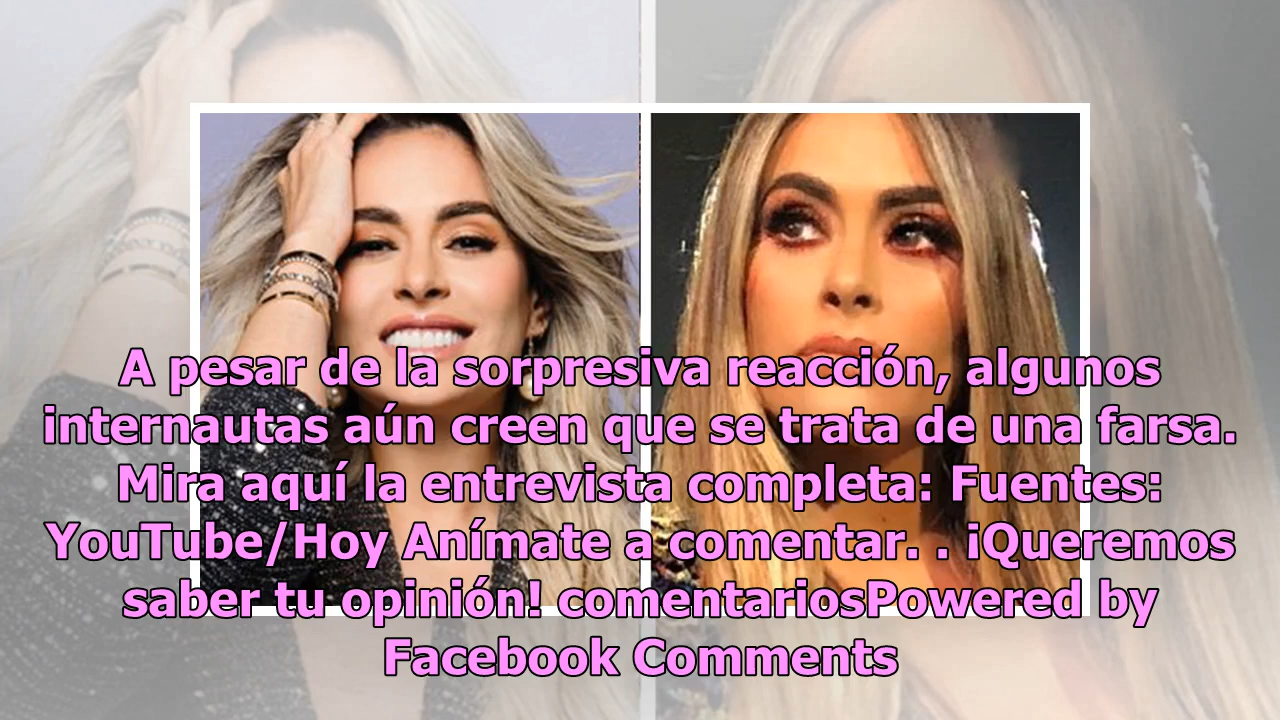 A pesar de la sorpresiva reacción, algunos
internautas aún creen que se trata de una farsa.
Mira aquí la entrevista completa: Fuentes:
YouTube/Hoy Anímate a comentar. . ¡Queremos
saber tu opinión! comentariosPowered by
Facebook Comments